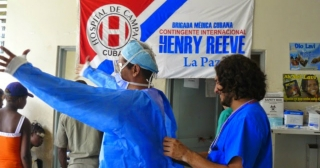 HOSPITAL DE CAMPAÑA
H
CUBA
BRIGADA MÉDICA CUBANA
CONTINGENTE INTERNACIONAL
HENRY REEVE
La Paz